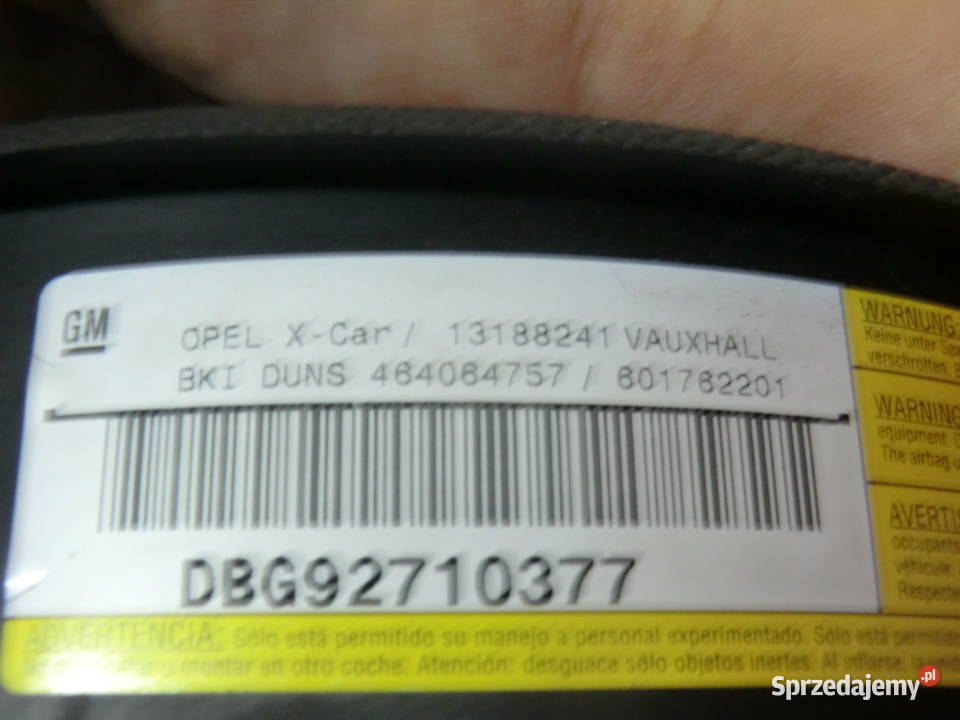 GM
OPEL X-Car / 13188241 VAUXHALL
BKI DUNS 464064757 / 601762201
DBG92710377
WARNUNG:
Keine unter
verschrotten.
WARNING
equipment.
The airbag
AVERTIS
occupants
véhicule.
Respecte
ADVERTENCIA: Sólo está permitido su manejo a personal experimentado. Sólo está
o montar en otro coche. Atención: desguace sólo objetos inertes. Al inflarse,
Sprzedajemy.pl